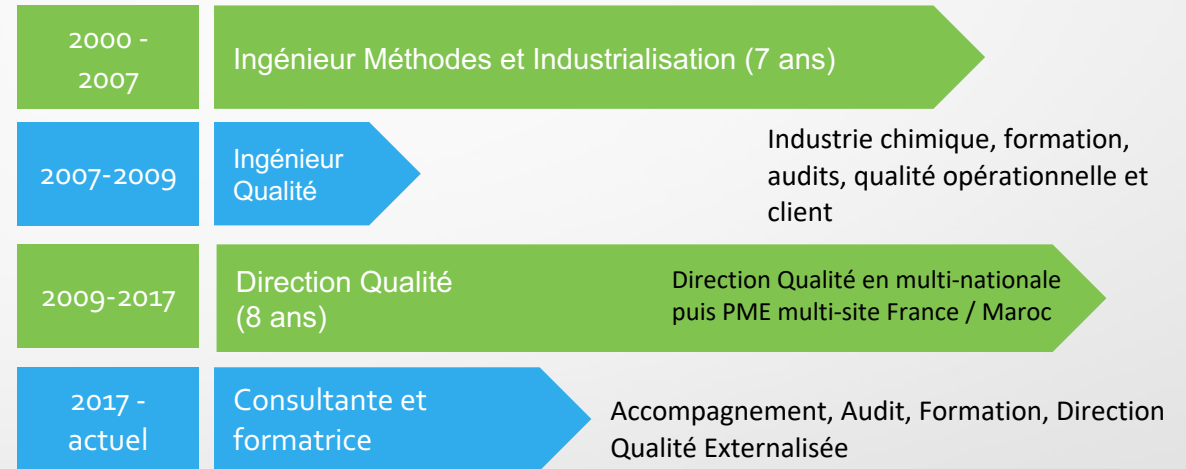 2000 -
2007
Ingénieur Méthodes et Industrialisation (7 ans)
2007-2009
Ingénieur
Qualité
Industrie chimique, formation,
audits, qualité opérationnelle et
client
2009-2017
Direction Qualité
(8 ans)
Direction Qualité en multi-nationale
puis PME multi-site France / Maroc
2017 -
actuel
Consultante et
formatrice
Accompagnement, Audit, Formation, Direction
Qualité Externalisée